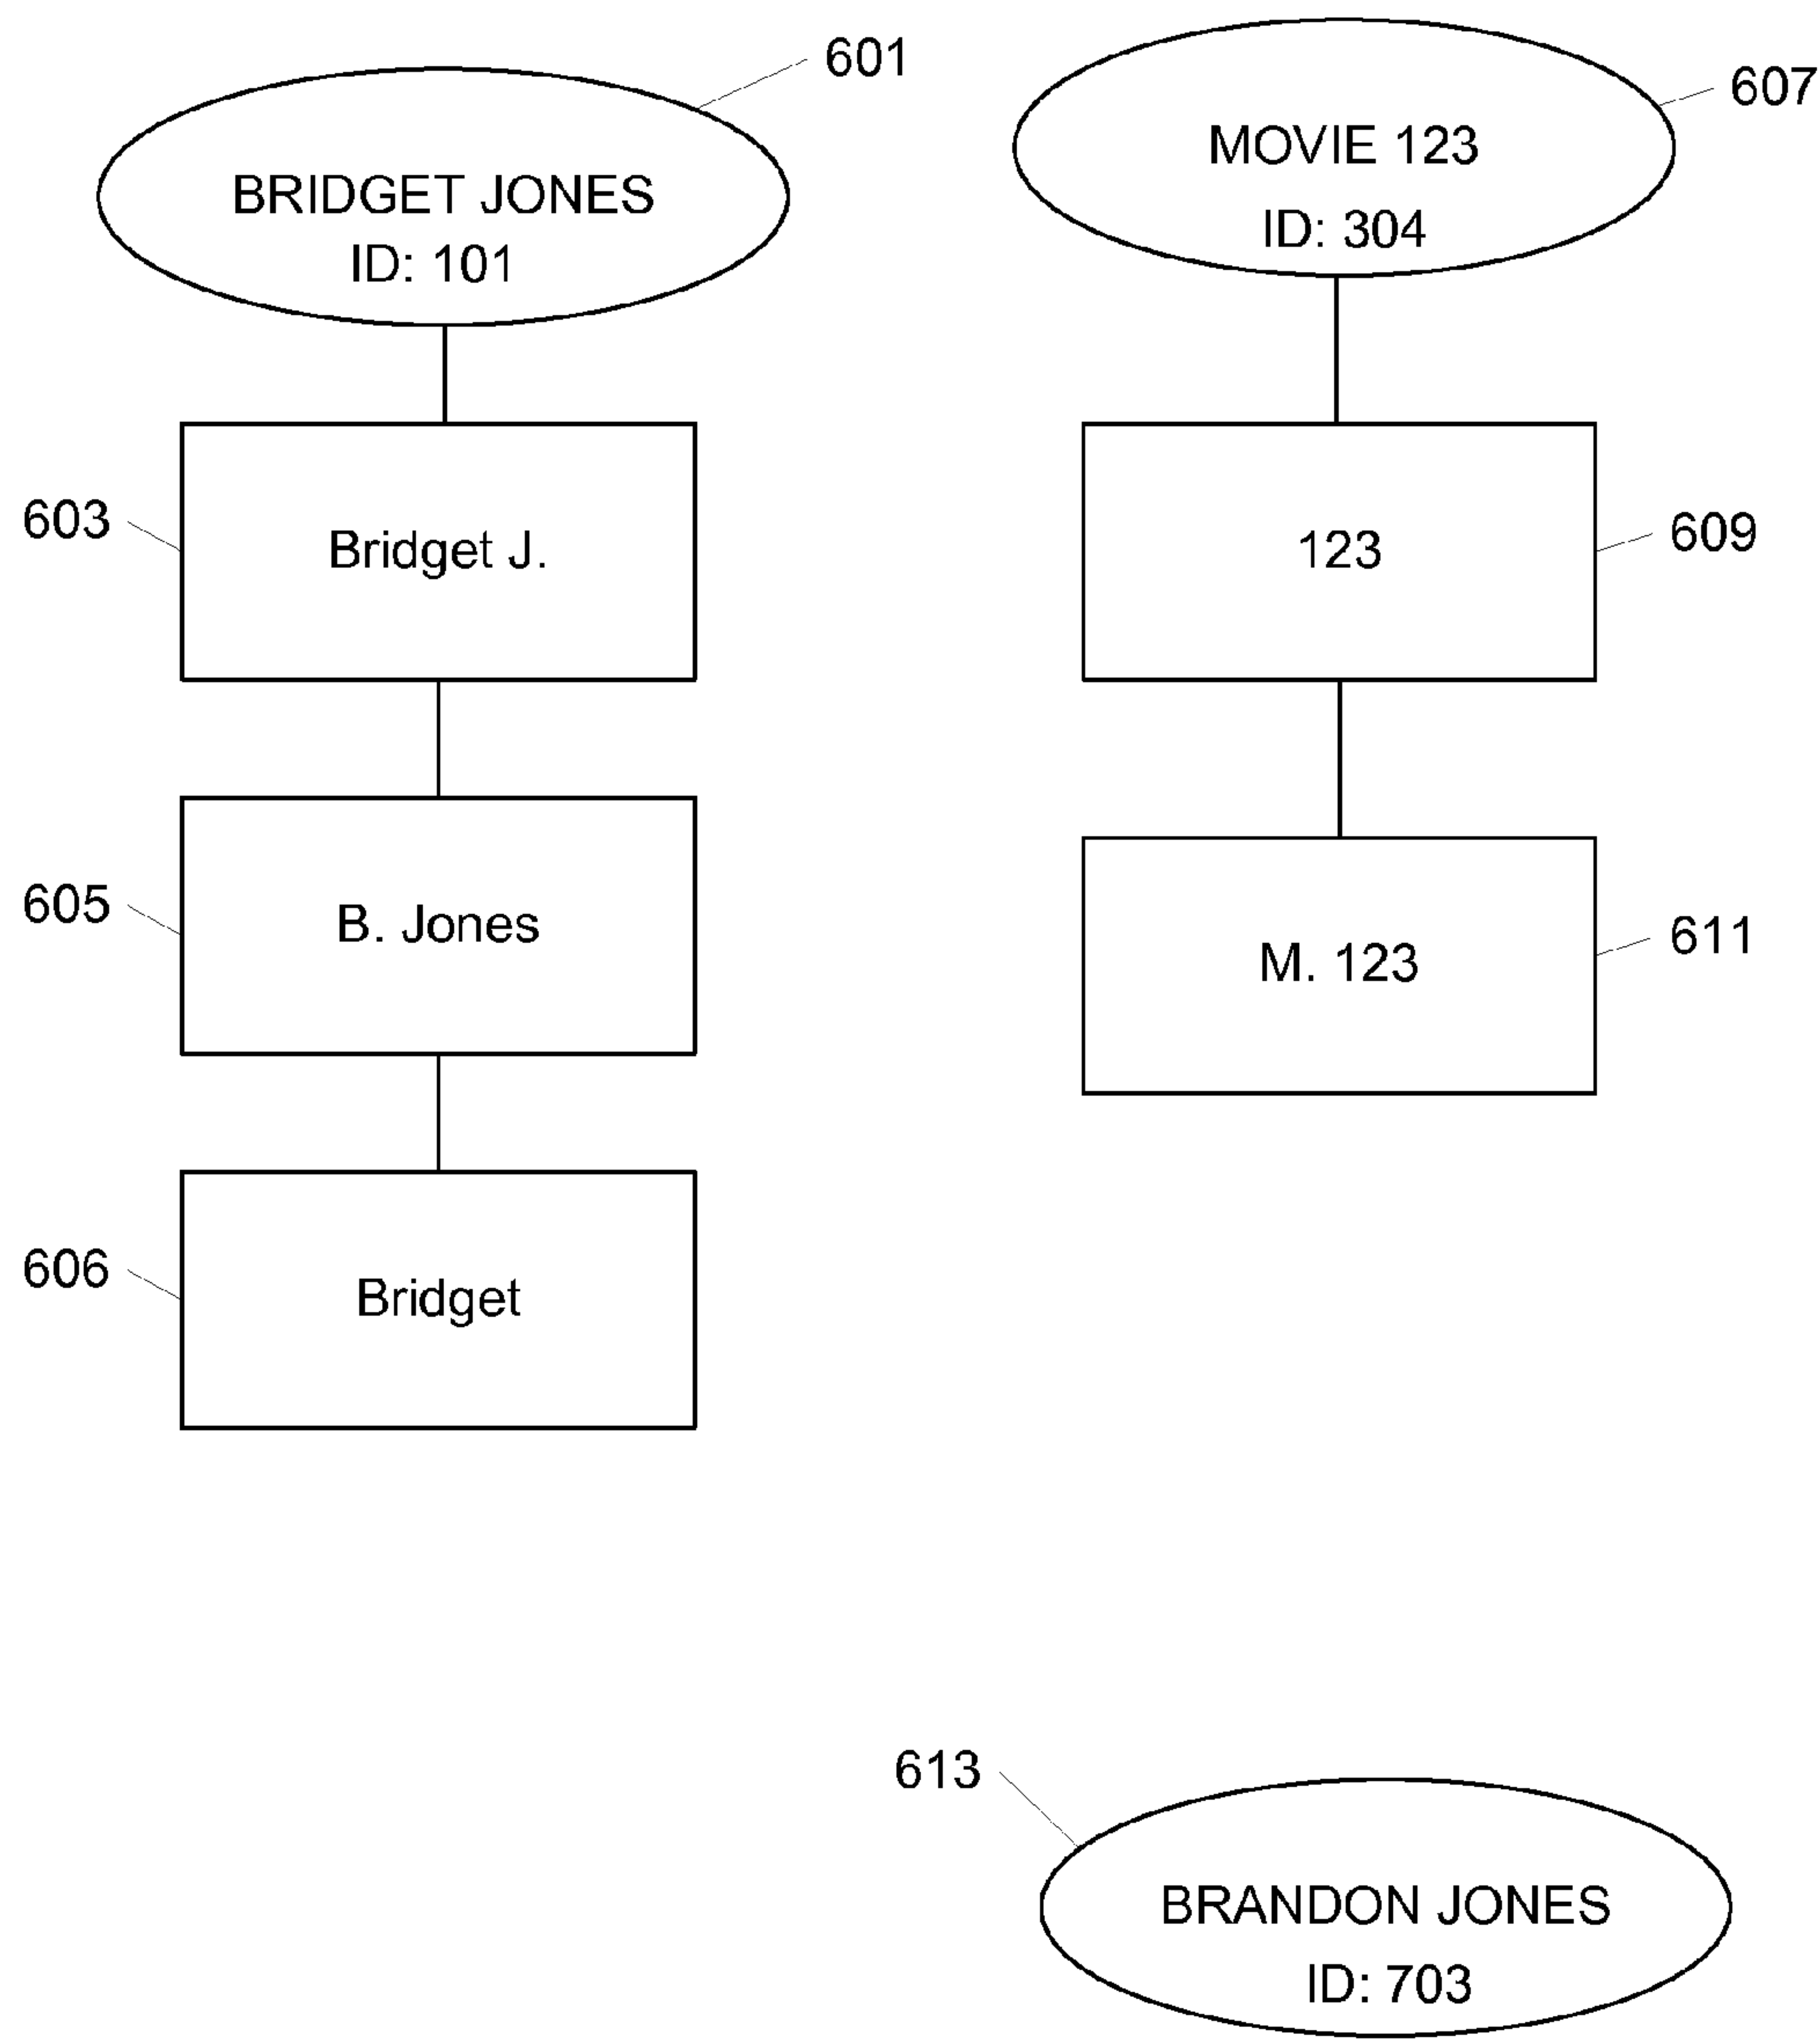 601
BRIDGET JONES
ID: 101
607
MOVIE 123
ID: 304
603
Bridget J.
123
609
605
B. Jones
M. 123
611
606
Bridget
613
BRANDON JONES
ID: 703